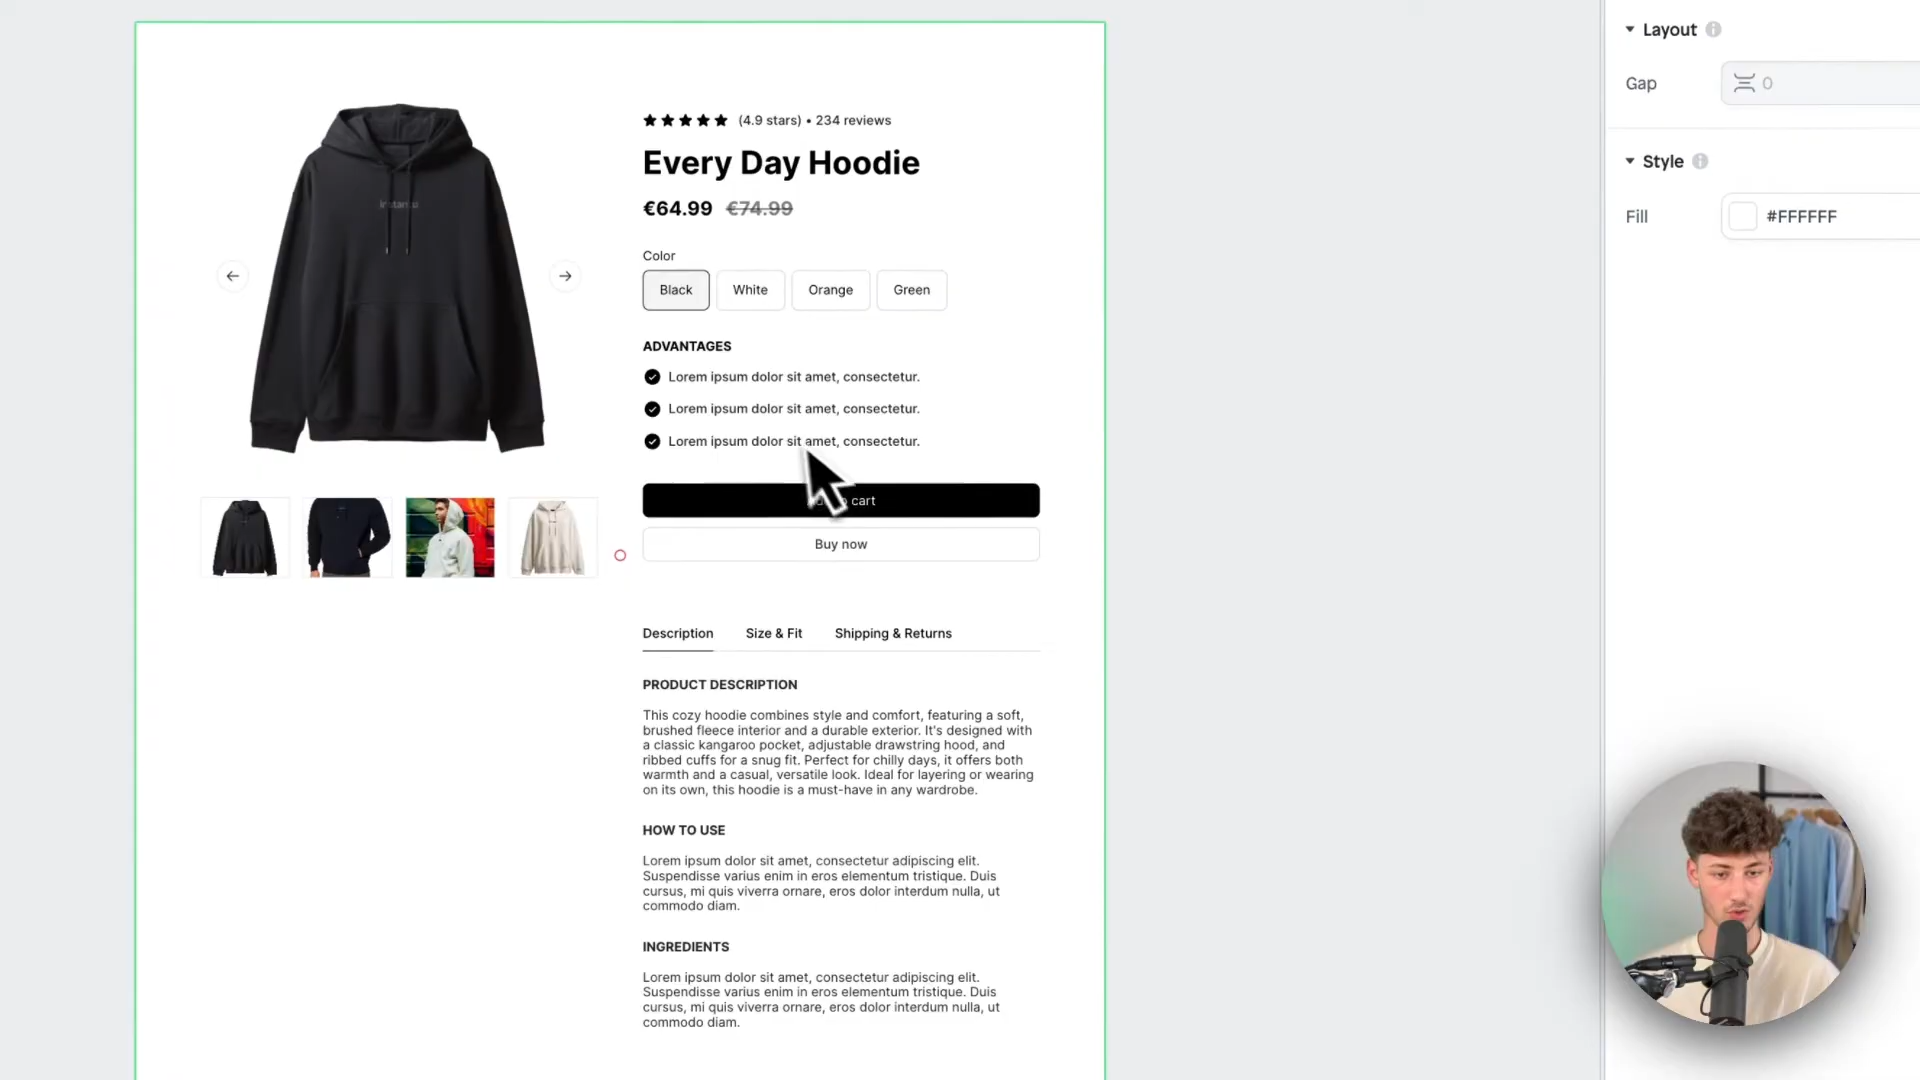 ★★★★★ (4.9 stars) • 234 reviews
Every Day Hoodie
€64.99 €74.99
Color
Black White Orange Green
ADVANTAGES
Lorem ipsum dolor sit amet, consectetur.
Lorem ipsum dolor sit amet, consectetur.
Lorem ipsum dolor sit amet, consectetur.
cart
Buy now
Description Size & Fit Shipping & Returns
PRODUCT DESCRIPTION
This cozy hoodie combines style and comfort, featuring a soft,
brushed fleece interior and a durable exterior. It's designed with
a classic kangaroo pocket, adjustable drawstring hood, and
ribbed cuffs for a snug fit. Perfect for chilly days, it offers both
warmth and a casual, versatile look. Ideal for layering or wearing
on its own, this hoodie is a must-have in any wardrobe.
HOW TO USE
Lorem ipsum dolor sit amet, consectetur adipiscing elit.
Suspendisse varius enim in eros elementum tristique. Duis
cursus, mi quis viverra ornare, eros dolor interdum nulla, ut
commodo diam.
INGREDIENTS
Lorem ipsum dolor sit amet, consectetur adipiscing elit.
Suspendisse varius enim in eros elementum tristique. Duis
cursus, mi quis viverra ornare, eros dolor interdum nulla, ut
commodo diam.
Layout
Gap 0
Style
Fill #FFFFFF